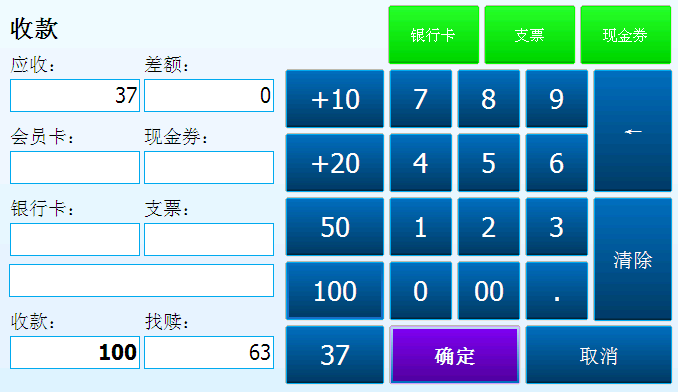 收款
银行卡 支票 现金券
应收： 差额：
37 0
会员卡： 现金券：
银行卡： 支票：
收款： 找赎：
100 63
+10 7 8 9 ←
+20 4 5 6
50 1 2 3 清除
100 0 00 .
37 确定 取消